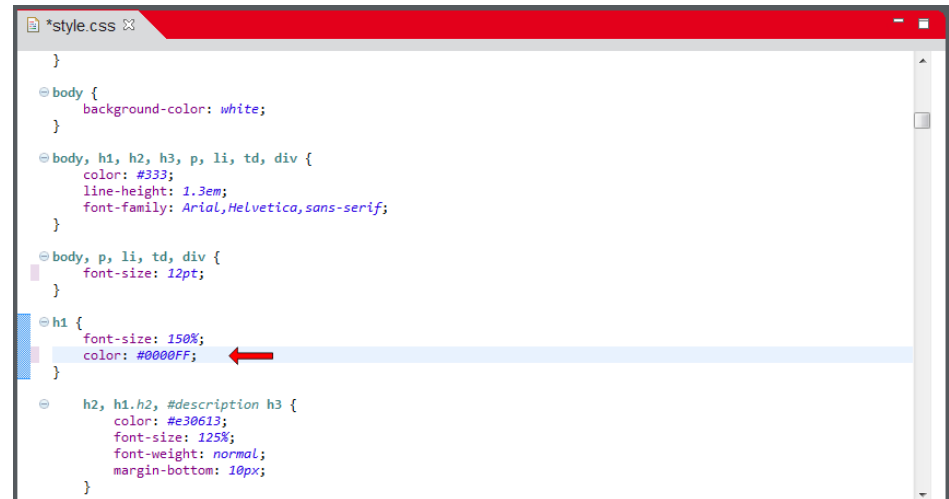 *style.css
}
body {
background-color: white;
}
body, h1, h2, h3, p, li, td, div {
color: #333;
line-height: 1.3em;
font-family: Arial,Helvetica,sans-serif;
}
body, p, li, td, div {
font-size: 12pt;
}
h1 {
font-size: 150%;
color: #0000FF;
}
h2, h1.h2, #description h3 {
color: #e30613;
font-size: 125%;
font-weight: normal;
margin-bottom: 10px;
}